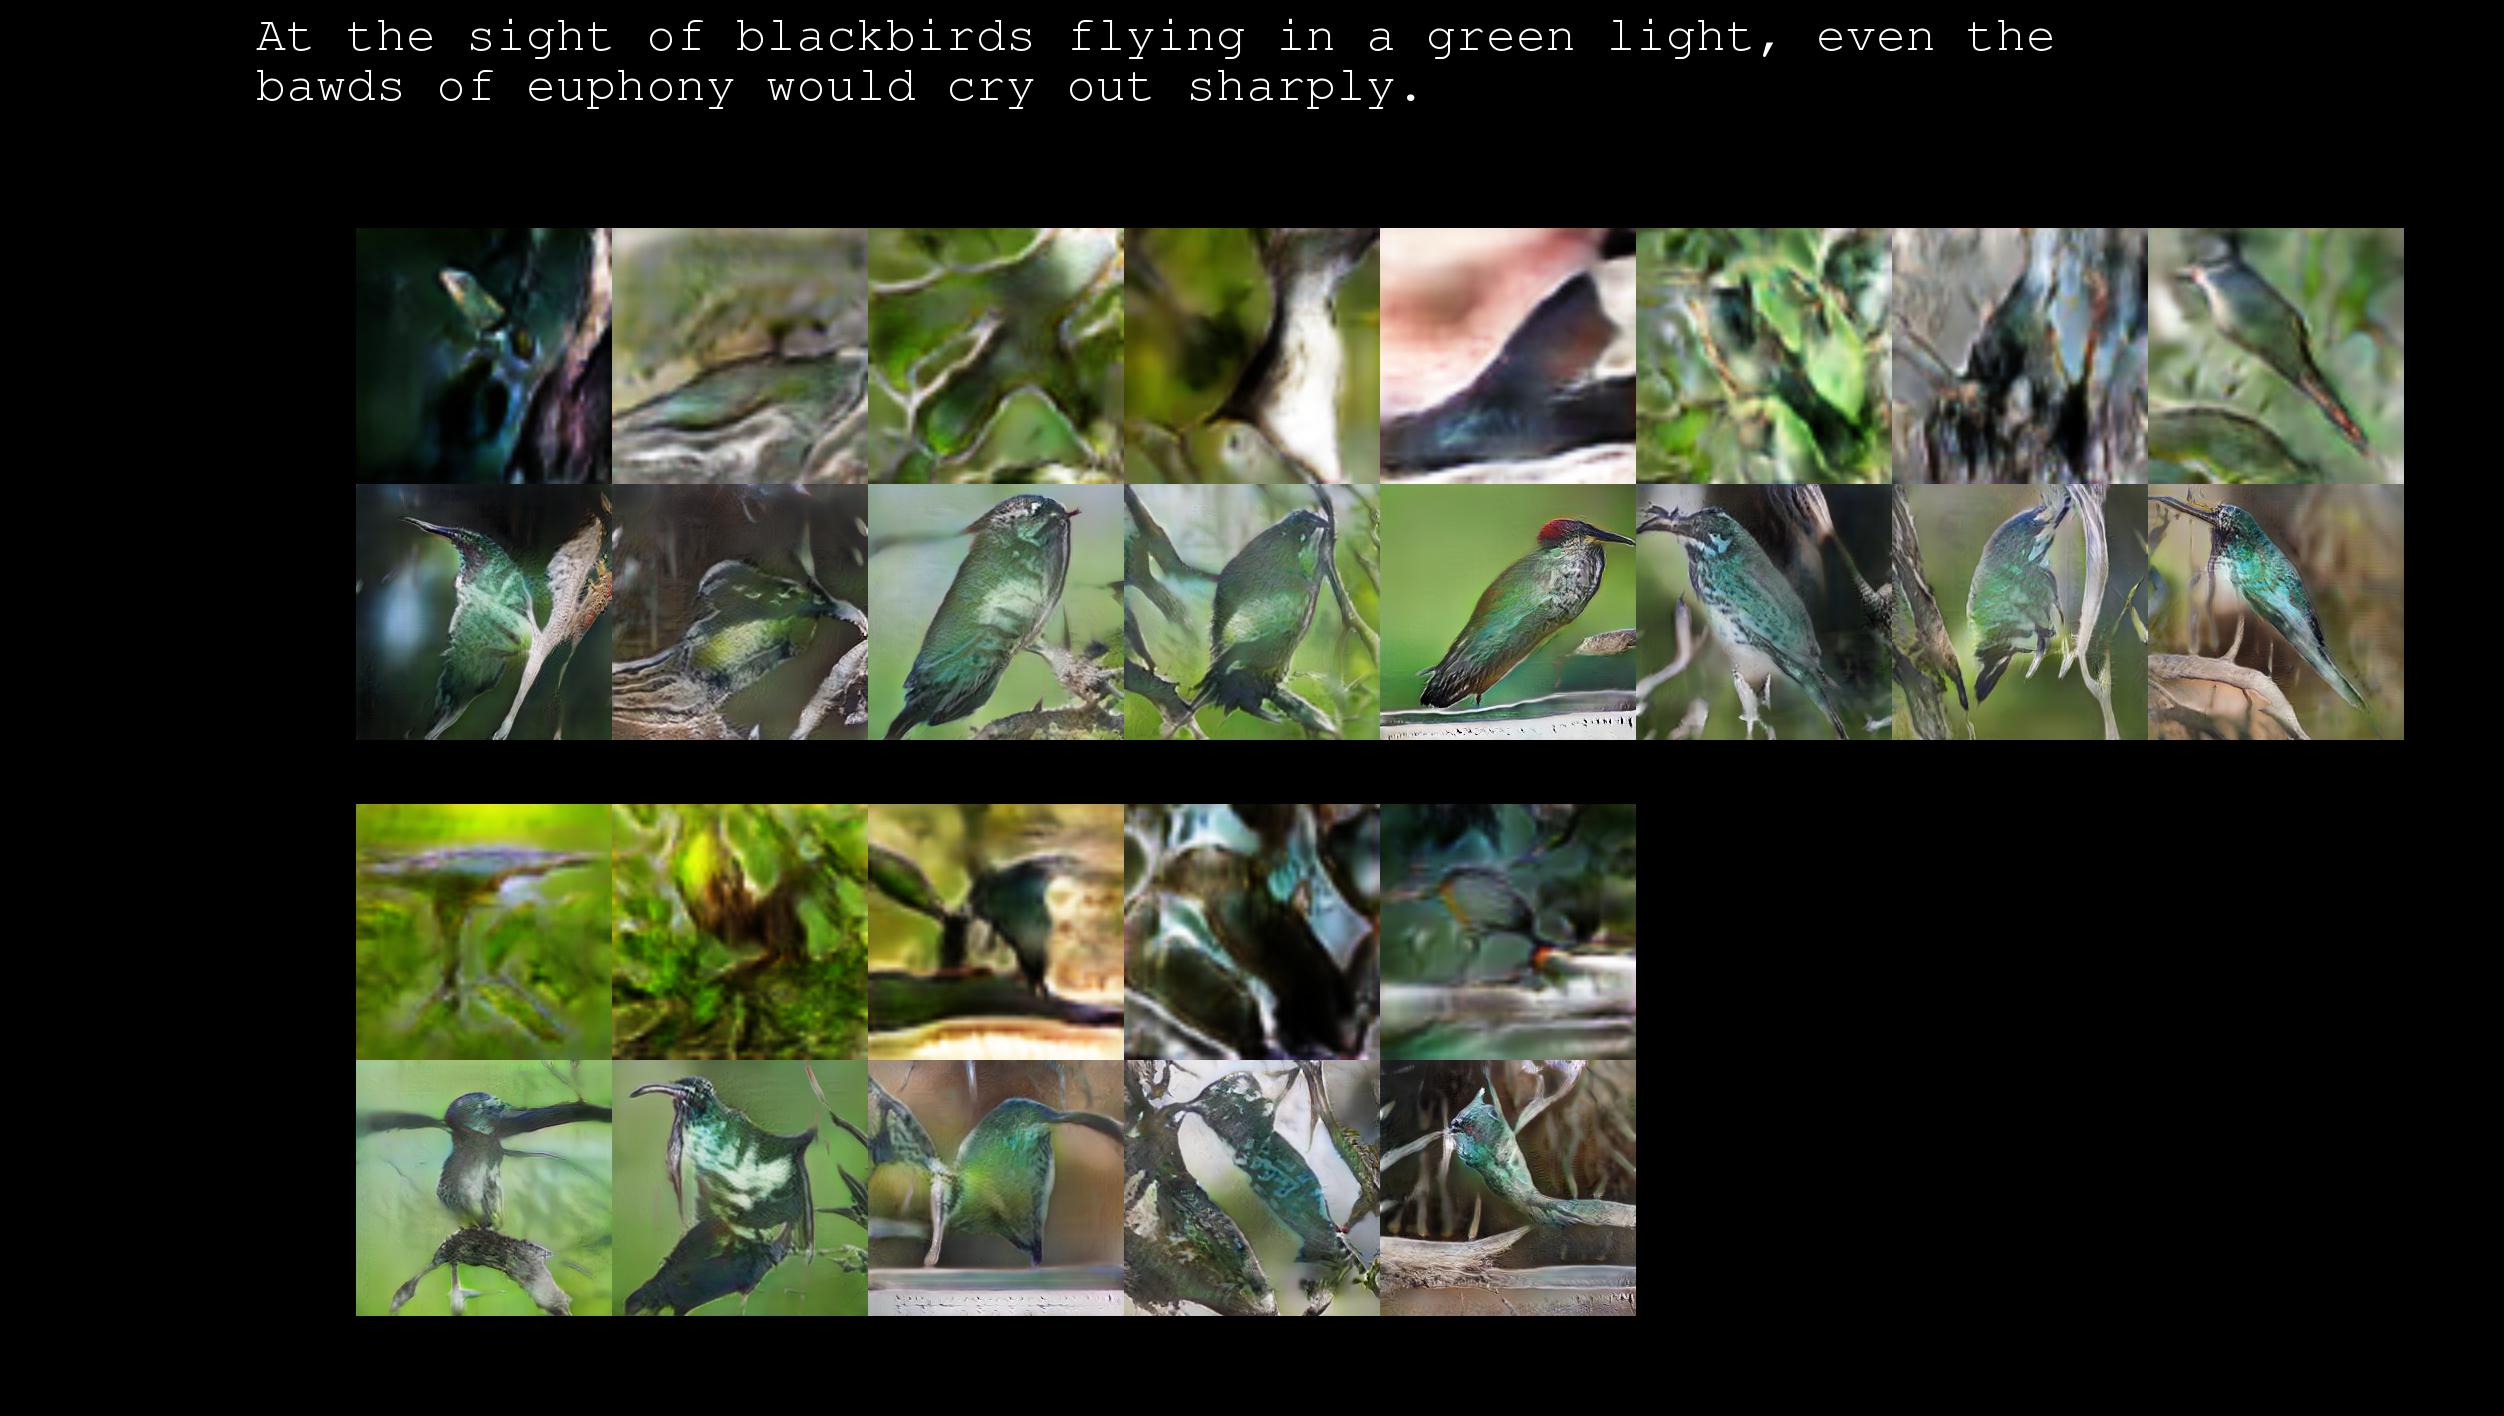 At the sight of blackbirds flying in a green light, even the
bawds of euphony would cry out sharply.